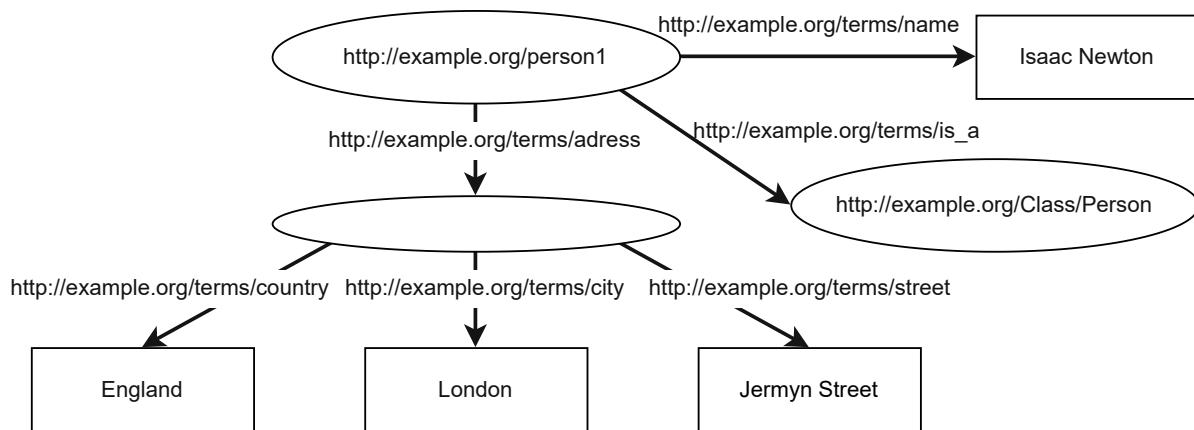 http://example.org/terms/name
http://example.org/person1
Isaac Newton
http://example.org/terms/adress
http://example.org/terms/is_a
http://example.org/Class/Person
http://example.org/terms/country
http://example.org/terms/city
http://example.org/terms/street
England
London
Jermyn Street